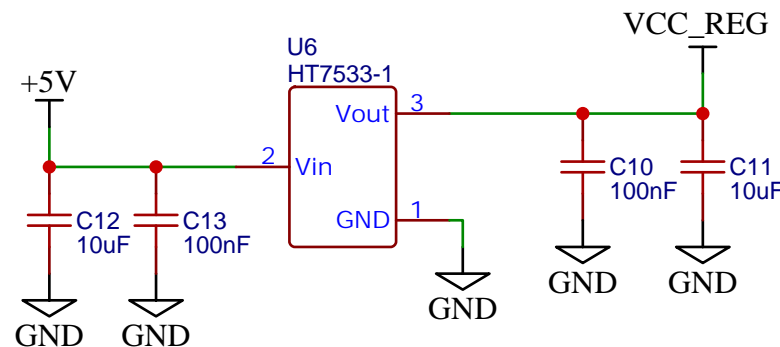 VCC_REG
U6
HT7533-1
+5V
Vout
3
2
Vin
C10
100nF
C11
10uF
C12
10uF
C13
100nF
GND
1
GND
GND
GND
GND
GND